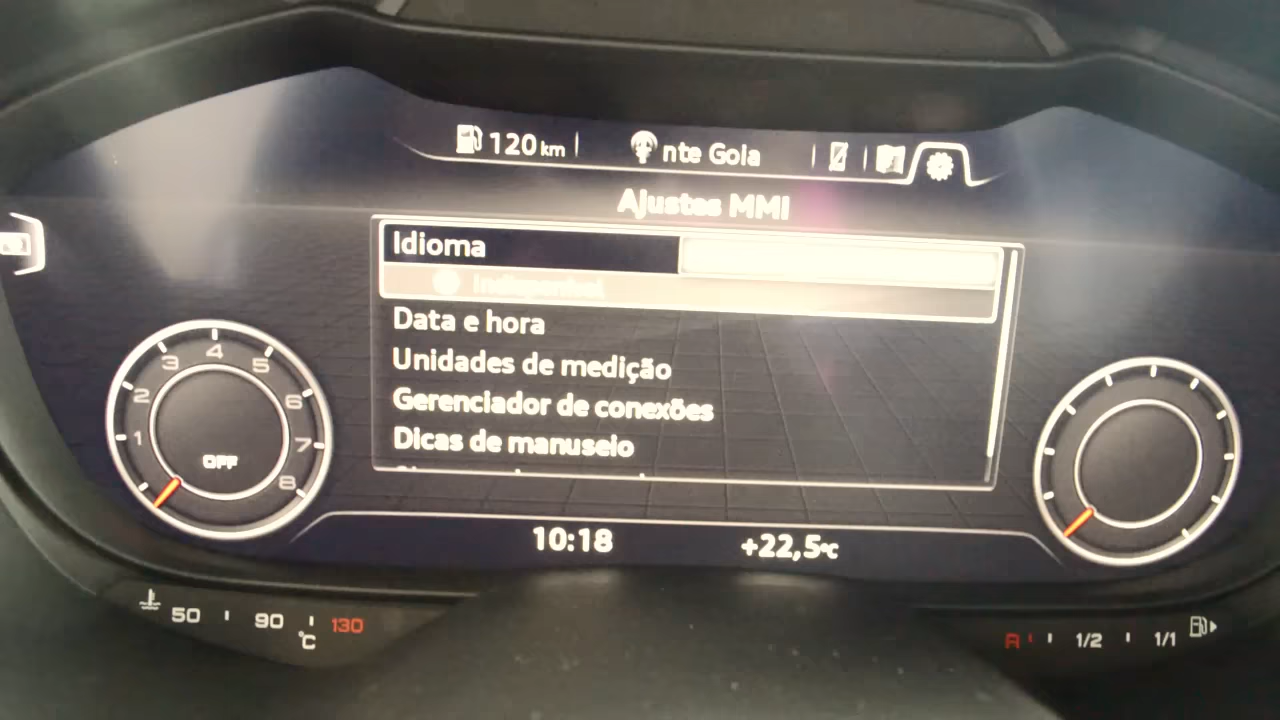 120 km
nte Goia
Ajustes MMI
Idioma
Indisponível
Data e hora
Unidades de medição
Gerenciador de conexões
Dicas de manuseio
1 2 3 4 5 6 7 8
OFF
10:18 +22,5°C
50 90 130
°C
R 1/2 1/1